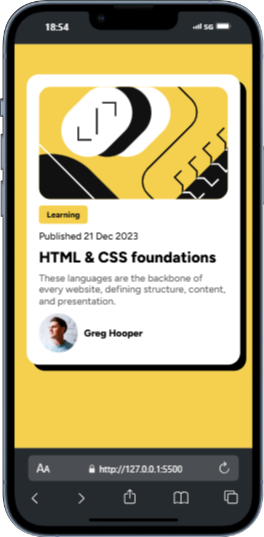 18:54
5G
Learning
Published 21 Dec 2023
HTML & CSS foundations
These languages are the backbone of
every website, defining structure, content,
and presentation.
Greg Hooper
AA
http://127.0.0.1:5500